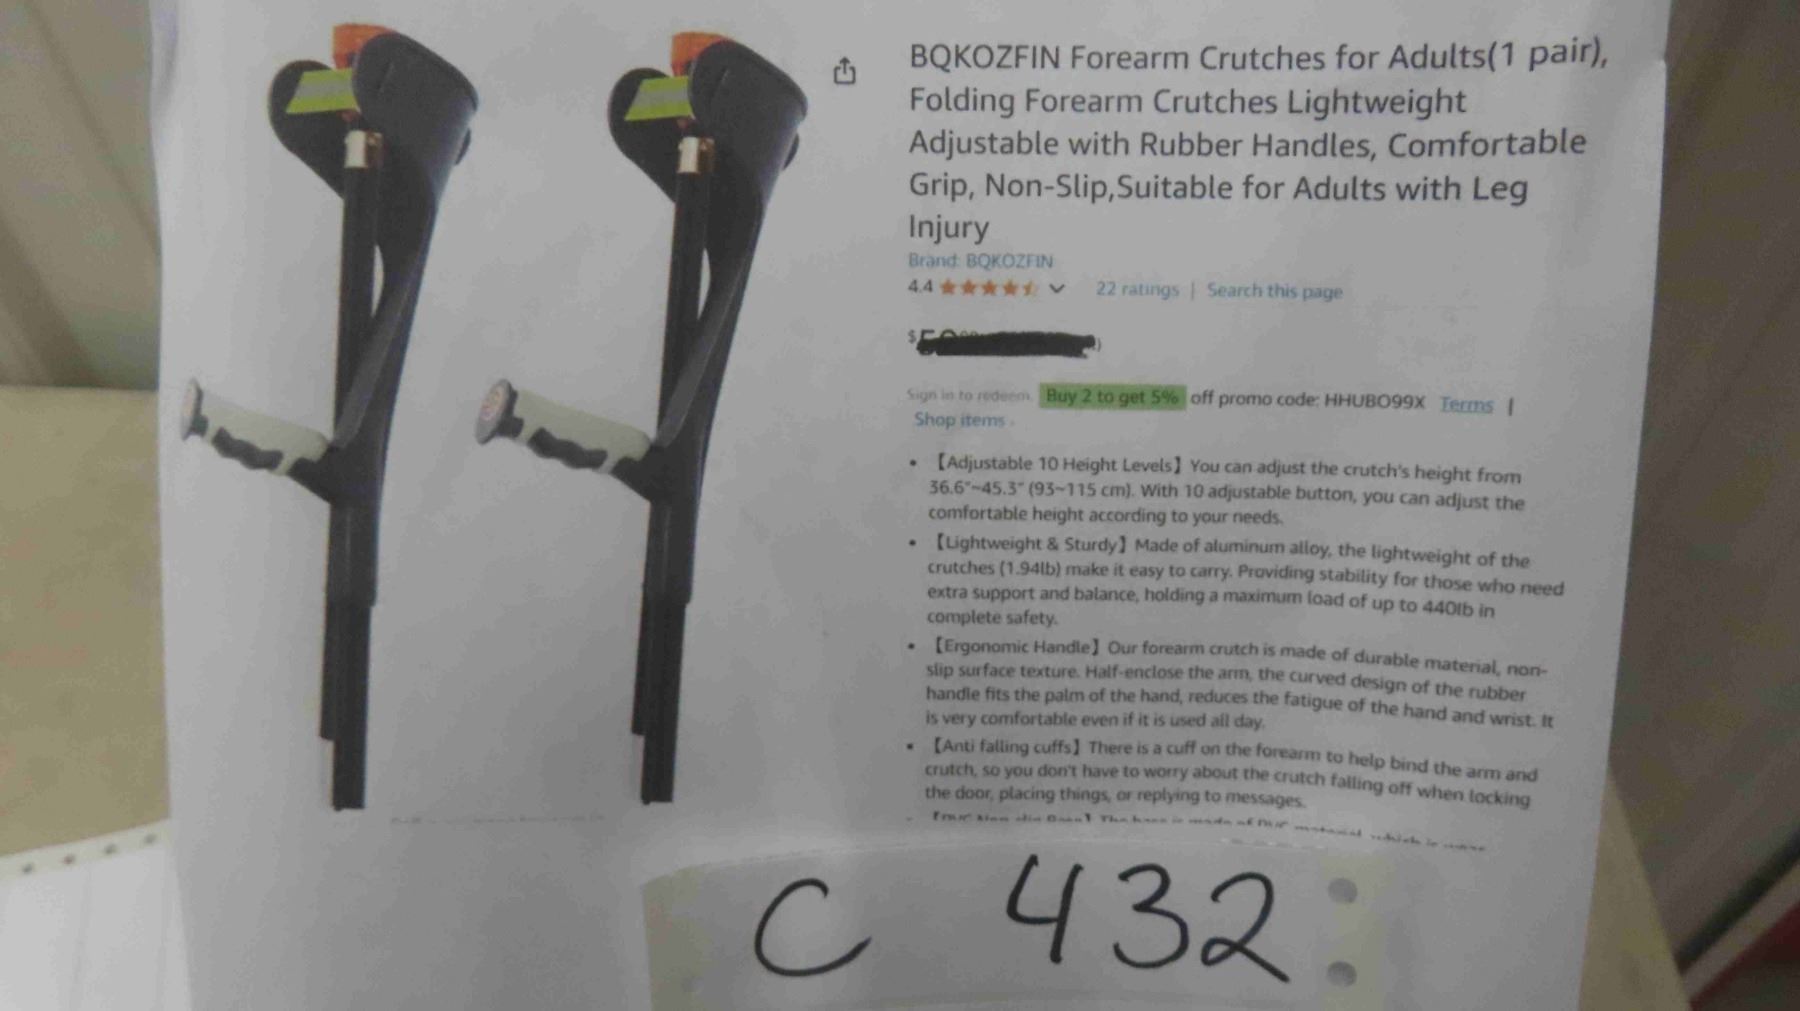 BQKOZFIN Forearm Crutches for Adults(1 pair),
Folding Forearm Crutches Lightweight
Adjustable with Rubber Handles, Comfortable
Grip, Non-Slip,Suitable for Adults with Leg
Injury
Brand: BQKOZFIN
4.4
22 ratings | Search this page
$
Sign in to redeem. Buy 2 to get 5% off promo code: HHUBO99X Terms |
Shop items
• 【Adjustable 10 Height Levels】You can adjust the crutch's height from
36.6"~45.3" (93~115 cm). With 10 adjustable button, you can adjust the
comfortable height according to your needs.
• 【Lightweight & Sturdy】Made of aluminum alloy, the lightweight of the
crutches (1.94lb) make it easy to carry. Providing stability for those who need
extra support and balance, holding a maximum load of up to 440lb in
complete safety.
• 【Ergonomic Handle】Our forearm crutch is made of durable material, non-
slip surface texture. Half-enclose the arm, the curved design of the rubber
handle fits the palm of the hand, reduces the fatigue of the hand and wrist. It
is very comfortable even if it is used all day.
• 【Anti falling cuffs】There is a cuff on the forearm to help bind the arm and
crutch, so you don't have to worry about the crutch falling off when locking
the door, placing things, or replying to messages.
C 432